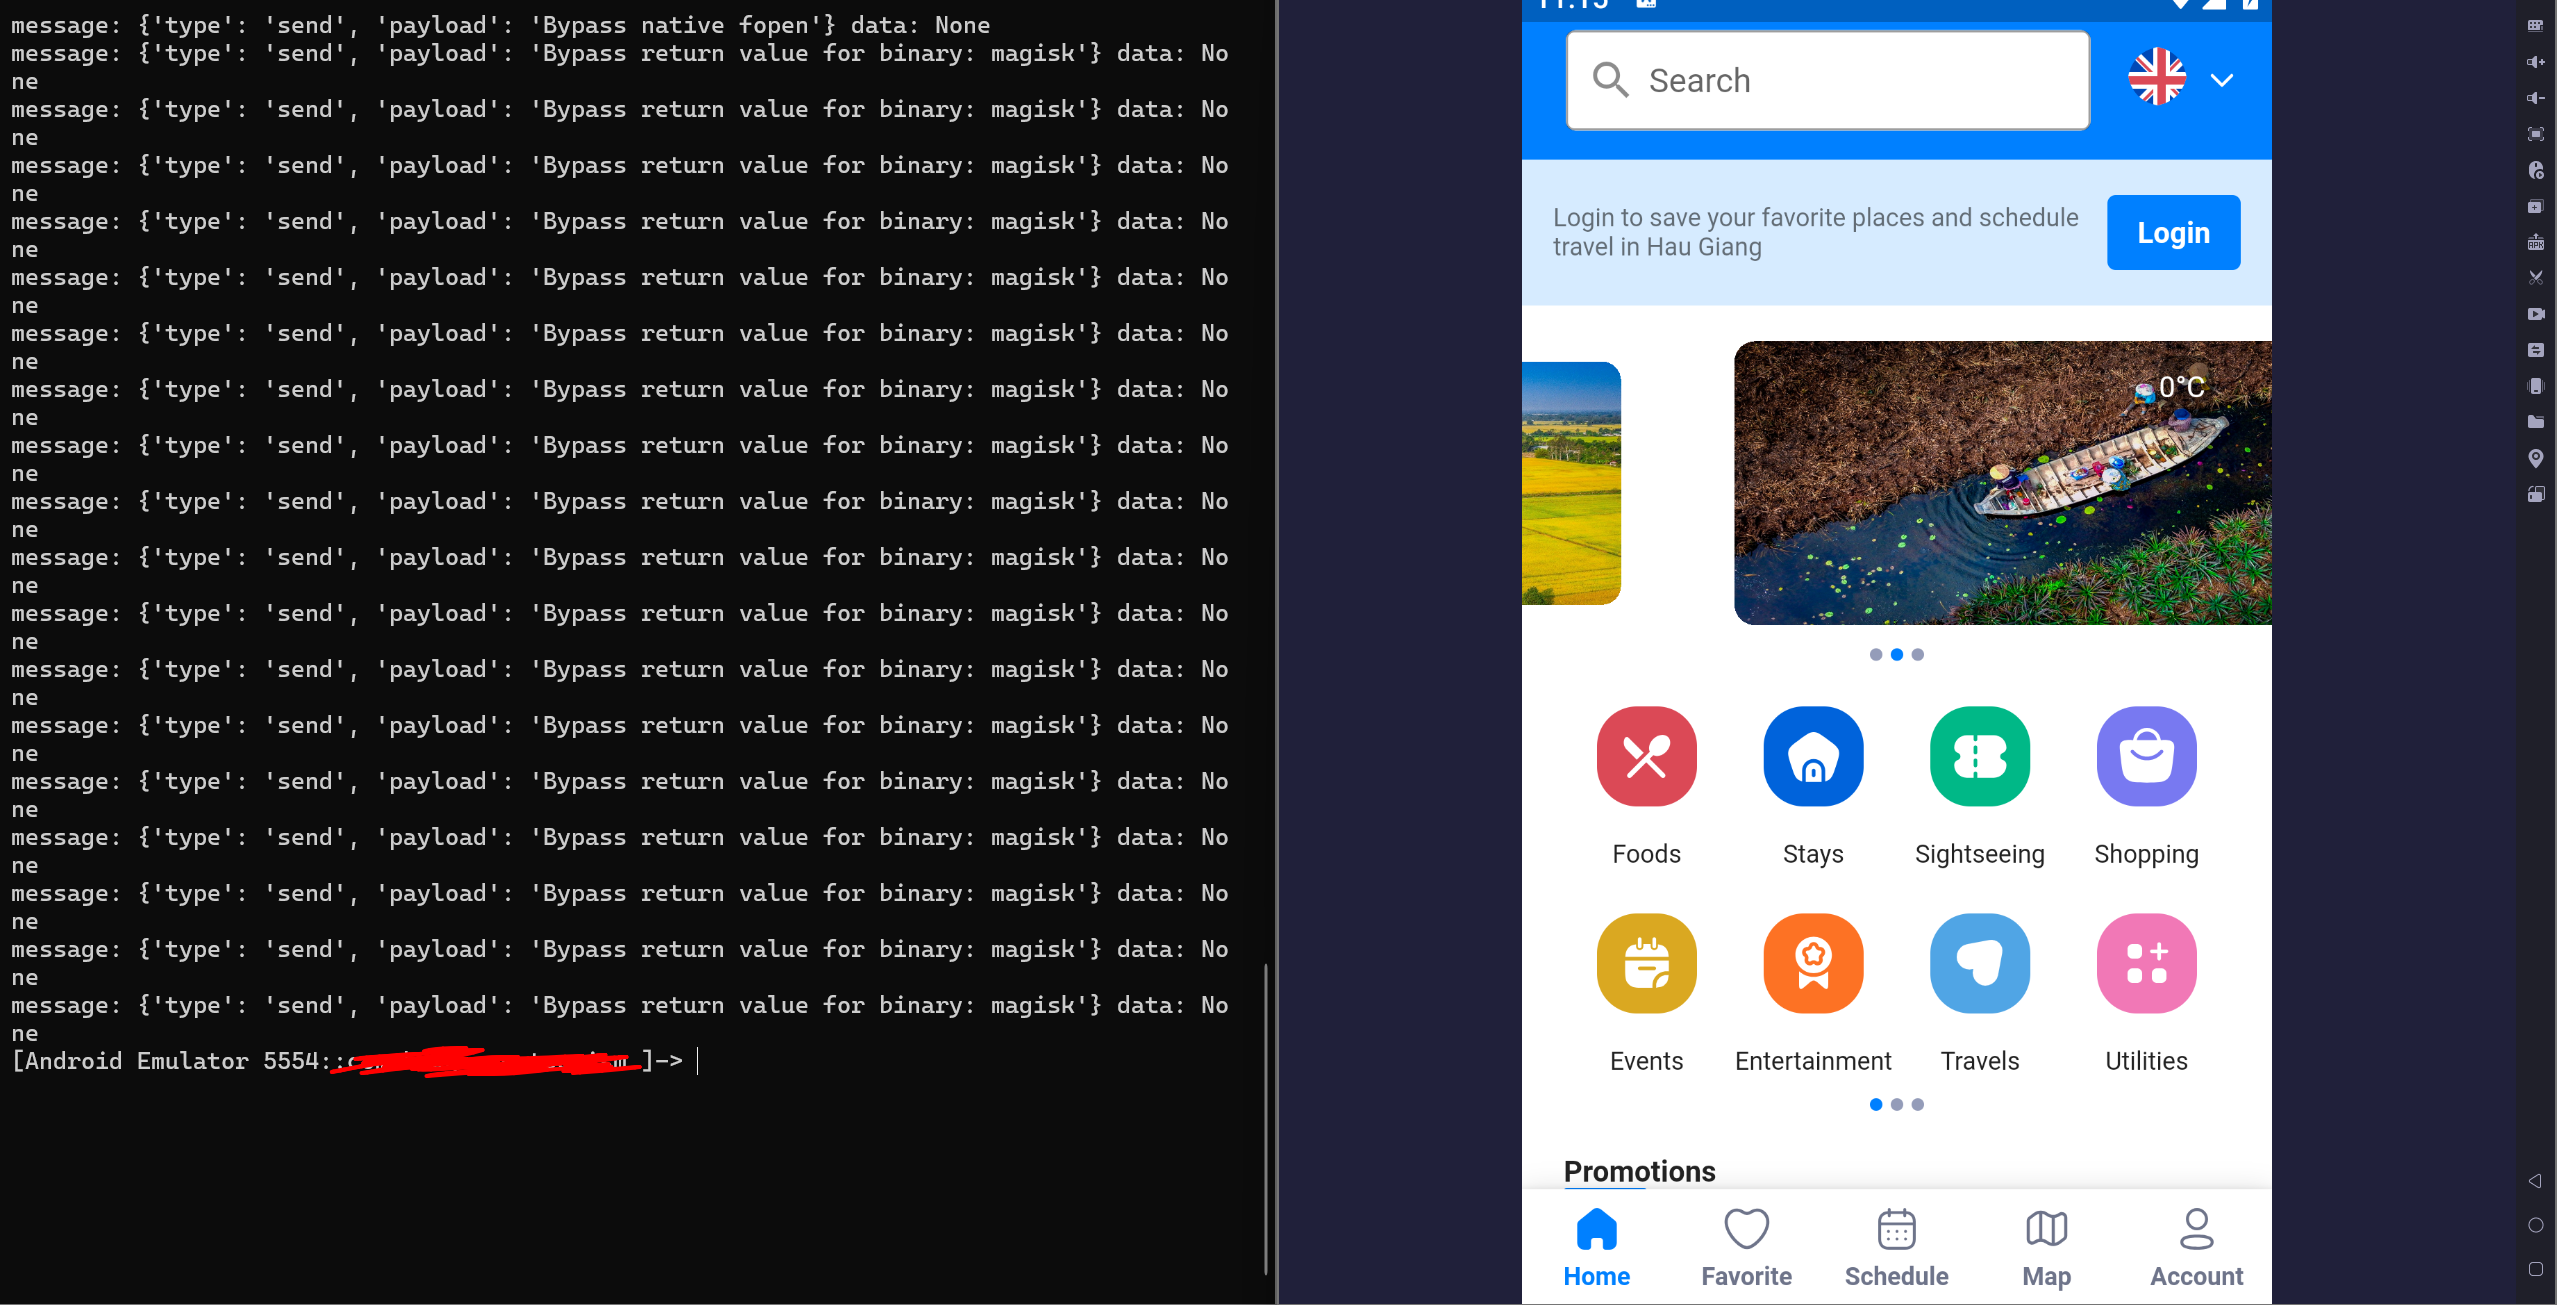 message: {'type': 'send', 'payload': 'Bypass native fopen'} data: None
message: {'type': 'send', 'payload': 'Bypass return value for binary: magisk'} data: No
ne
message: {'type': 'send', 'payload': 'Bypass return value for binary: magisk'} data: No
ne
message: {'type': 'send', 'payload': 'Bypass return value for binary: magisk'} data: No
ne
message: {'type': 'send', 'payload': 'Bypass return value for binary: magisk'} data: No
ne
message: {'type': 'send', 'payload': 'Bypass return value for binary: magisk'} data: No
ne
message: {'type': 'send', 'payload': 'Bypass return value for binary: magisk'} data: No
ne
message: {'type': 'send', 'payload': 'Bypass return value for binary: magisk'} data: No
ne
message: {'type': 'send', 'payload': 'Bypass return value for binary: magisk'} data: No
ne
message: {'type': 'send', 'payload': 'Bypass return value for binary: magisk'} data: No
ne
message: {'type': 'send', 'payload': 'Bypass return value for binary: magisk'} data: No
ne
message: {'type': 'send', 'payload': 'Bypass return value for binary: magisk'} data: No
ne
message: {'type': 'send', 'payload': 'Bypass return value for binary: magisk'} data: No
ne
message: {'type': 'send', 'payload': 'Bypass return value for binary: magisk'} data: No
ne
message: {'type': 'send', 'payload': 'Bypass return value for binary: magisk'} data: No
ne
message: {'type': 'send', 'payload': 'Bypass return value for binary: magisk'} data: No
ne
message: {'type': 'send', 'payload': 'Bypass return value for binary: magisk'} data: No
ne
message: {'type': 'send', 'payload': 'Bypass return value for binary: magisk'} data: No
ne
message: {'type': 'send', 'payload': 'Bypass return value for binary: magisk'} data: No
ne
[Android Emulator 5554:: ]->
Search
Login to save your favorite places and schedule
travel in Hau Giang
Login
0°C
Foods
Stays
Sightseeing
Shopping
Events
Entertainment
Travels
Utilities
Promotions
Home
Favorite
Schedule
Map
Account